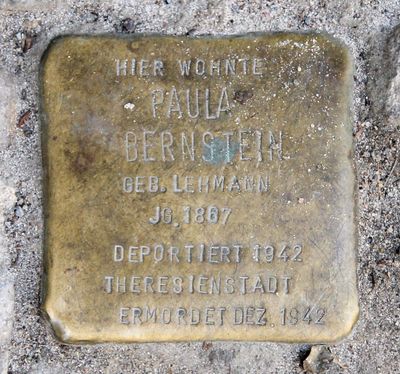 HIER WOHNTE
PAULA
BERNSTEIN
GEB. LEHMANN
JG. 1867
DEPORTIERT 1942
THERESIENSTADT
ERMORDET DEZ. 1942